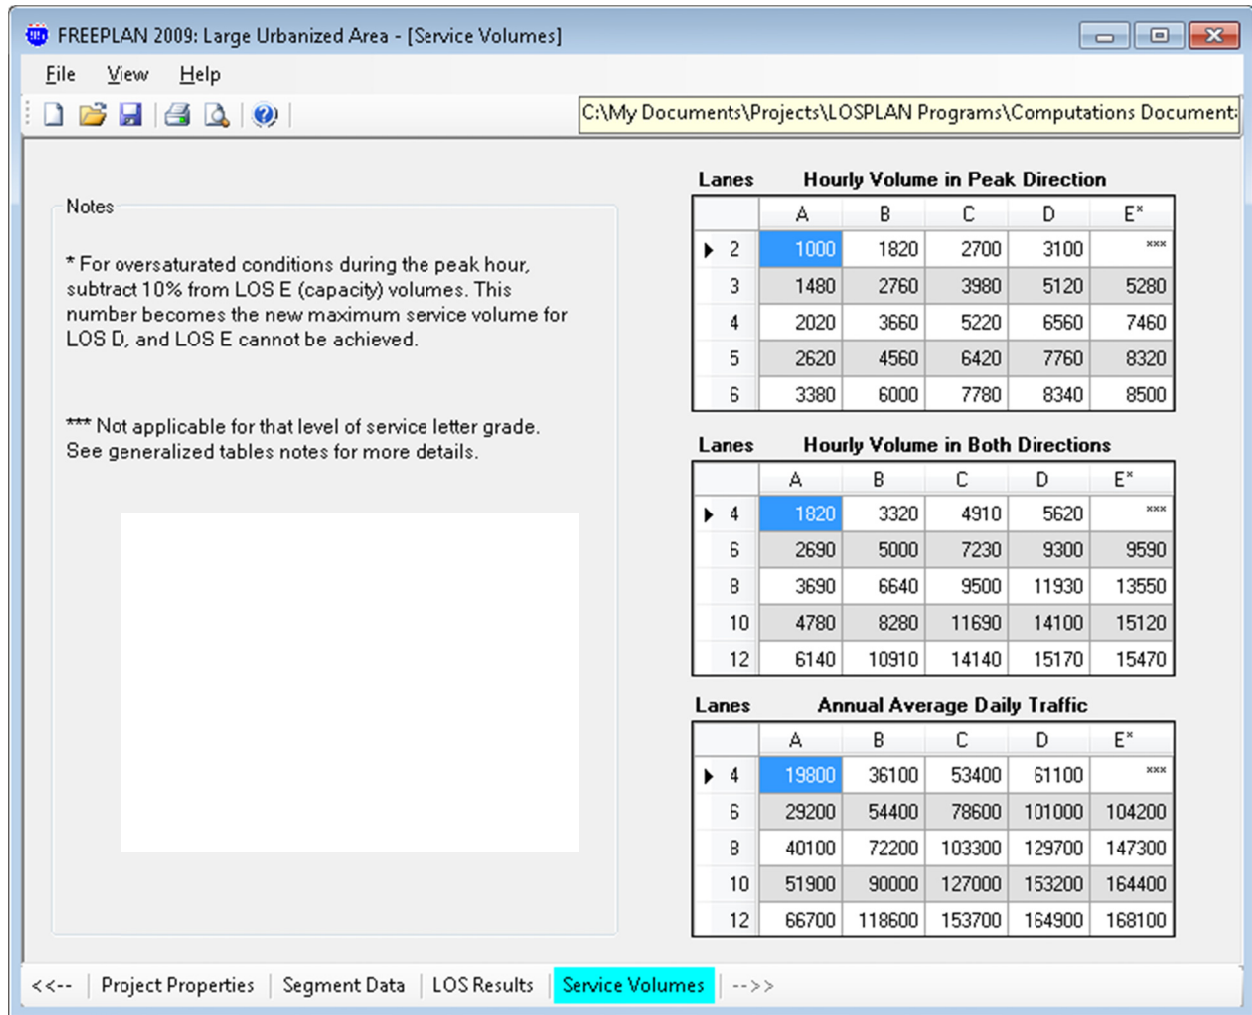 FREEPLAN 2009: Large Urbanized Area - [Service Volumes]
File View Help
C:\My Documents\Projects\LOSPLAN Programs\Computations Document
Notes
* For oversaturated conditions during the peak hour,
subtract 10% from LOS E (capacity) volumes. This
number becomes the new maximum service volume for
LOS D, and LOS E cannot be achieved.
*** Not applicable for that level of service letter grade.
See generalized tables notes for more details.
Lanes Hourly Volume in Peak Direction
A B C D E*
2 1000 1820 2700 3100 ***
3 1480 2760 3980 5120 5280
4 2020 3660 5220 6560 7460
5 2620 4560 6420 7760 8320
6 3380 6000 7780 8340 8500
Lanes Hourly Volume in Both Directions
A B C D E*
4 1820 3320 4910 5620 ***
6 2690 5000 7230 9300 9590
8 3690 6640 9500 11930 13550
10 4780 8280 11690 14100 15120
12 6140 10910 14140 15170 15470
Lanes Annual Average Daily Traffic
A B C D E*
4 19800 36100 53400 61100 ***
6 29200 54400 78600 101000 104200
8 40100 72200 103300 129700 147300
10 51900 90000 127000 153200 164400
12 66700 118600 153700 164900 168100
<<-- Project Properties Segment Data LOS Results Service Volumes -->>